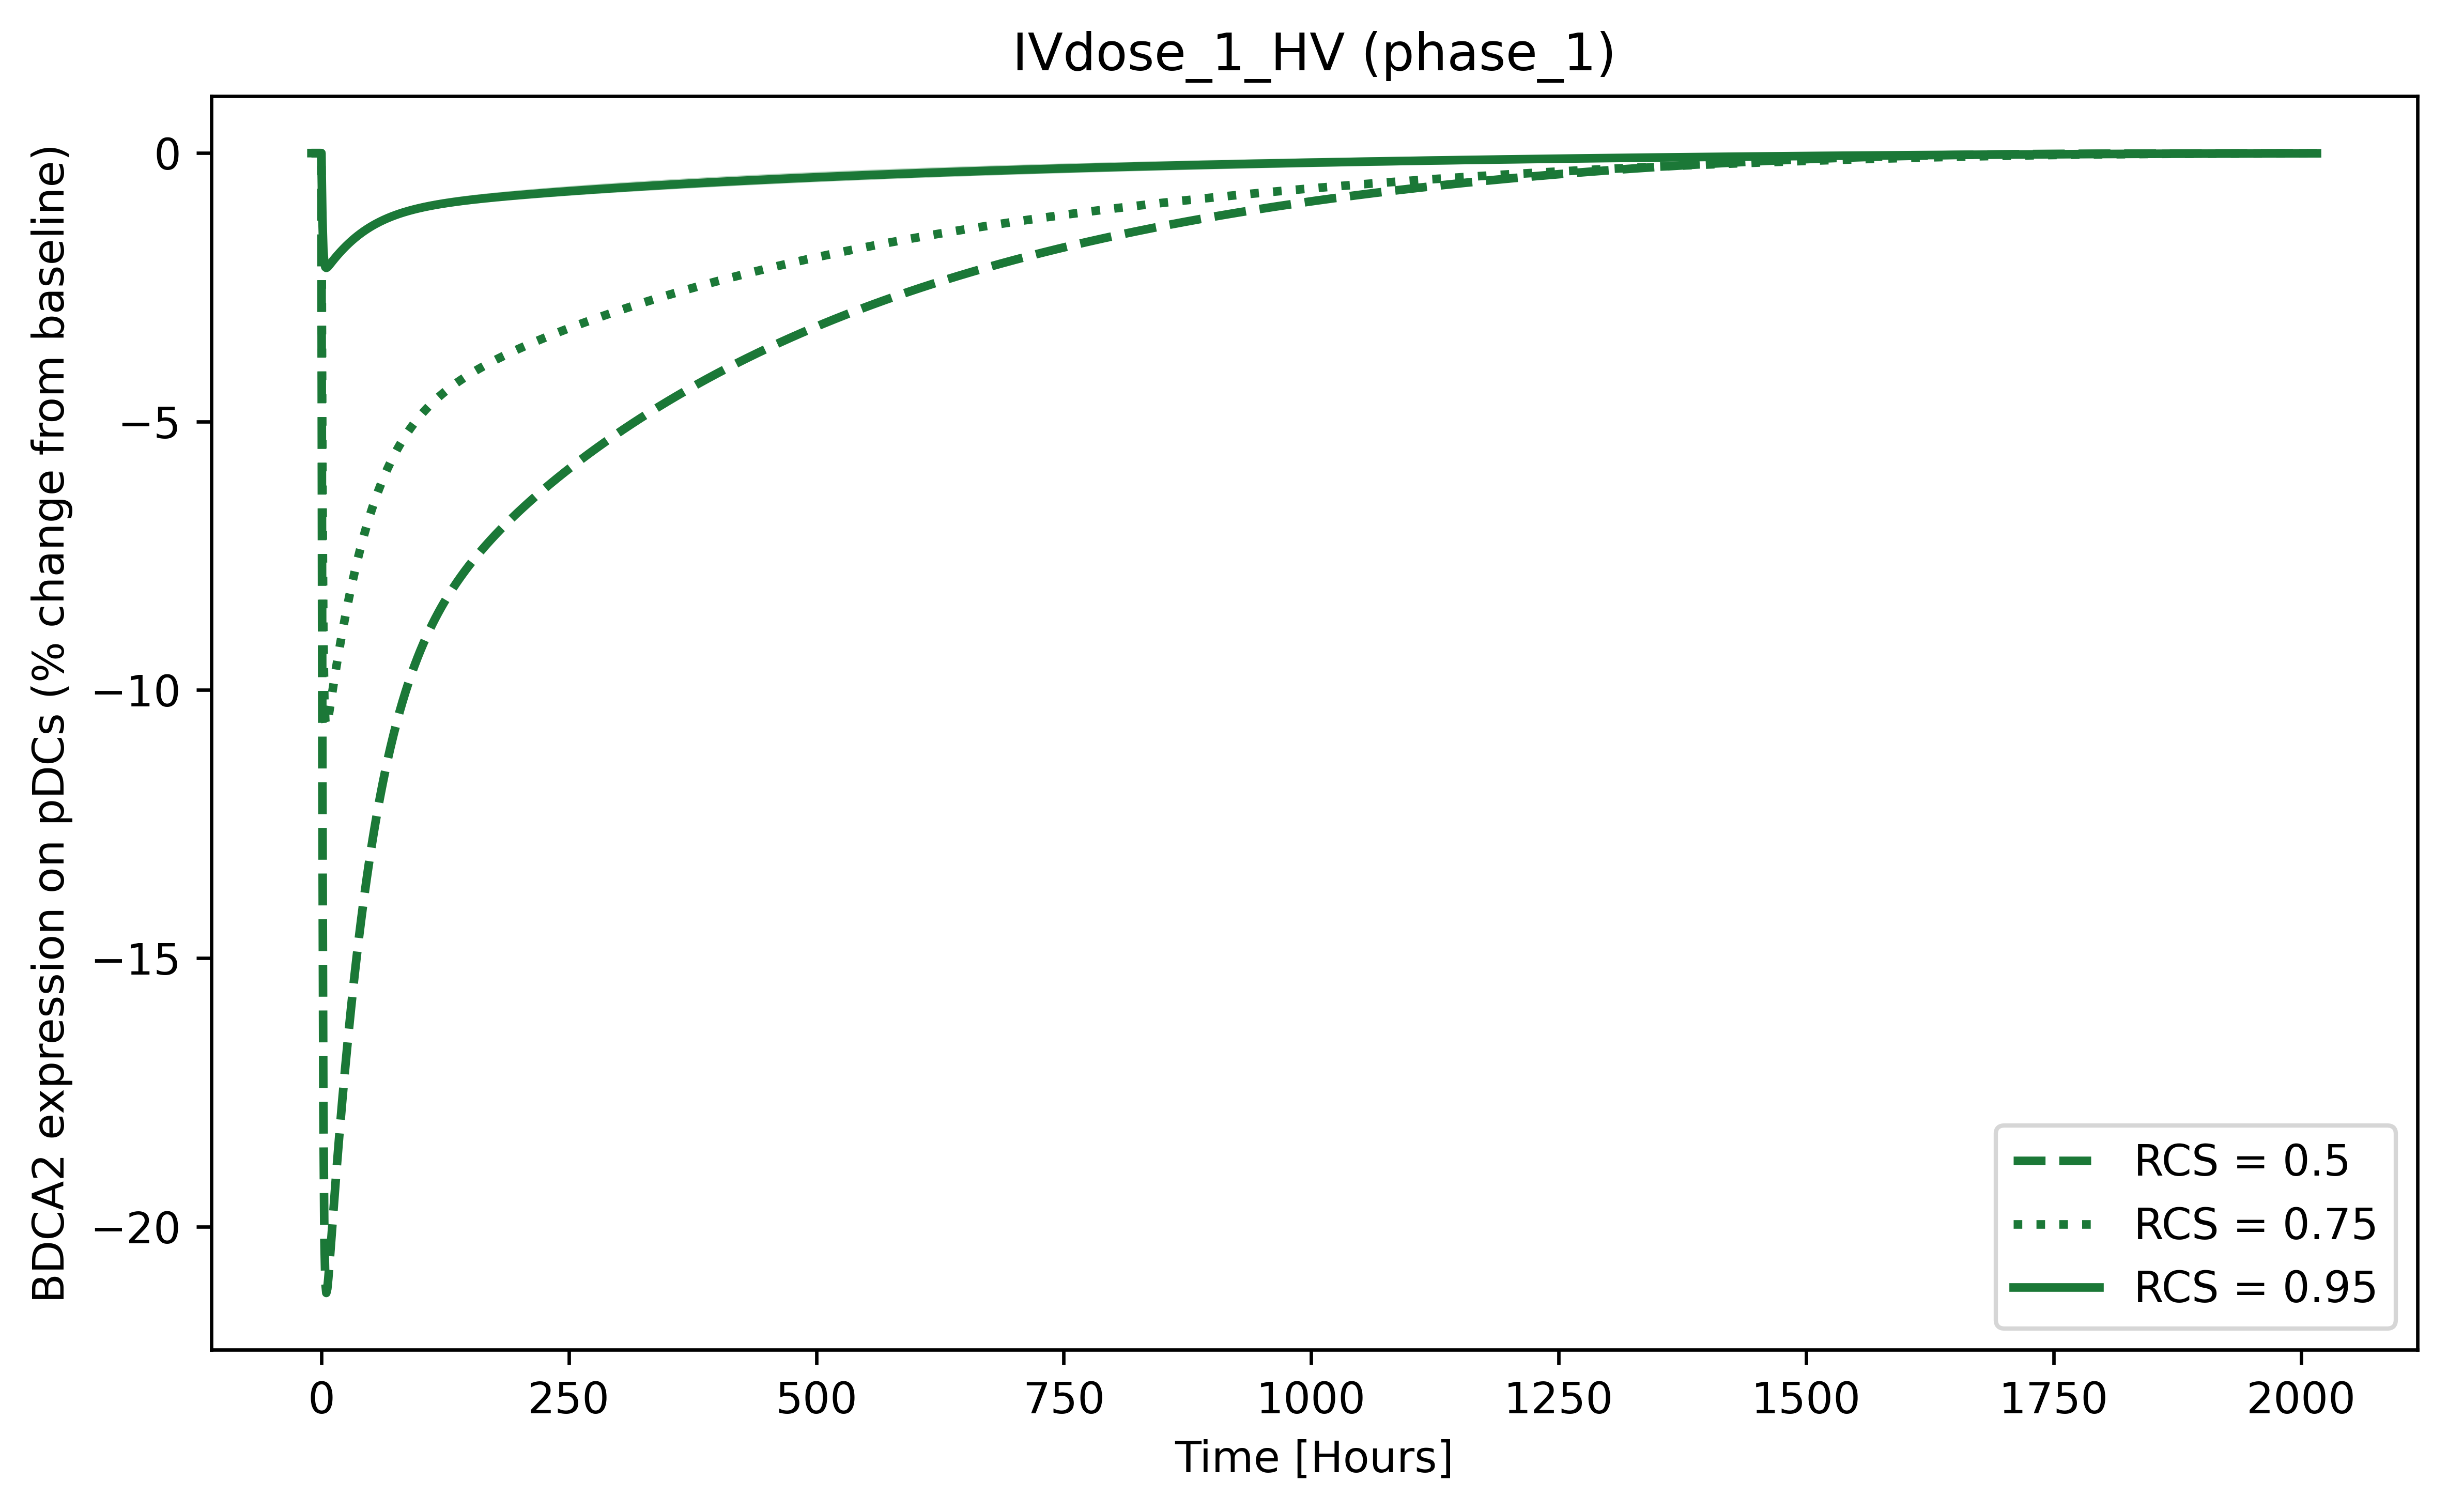 IVdose_1_HV (phase_1)
BDCA2 expression on pDCs (% change from baseline)
0
−5
−10
−15
−20
0 250 500 750 1000 1250 1500 1750 2000
Time [Hours]
RCS = 0.5
RCS = 0.75
RCS = 0.95